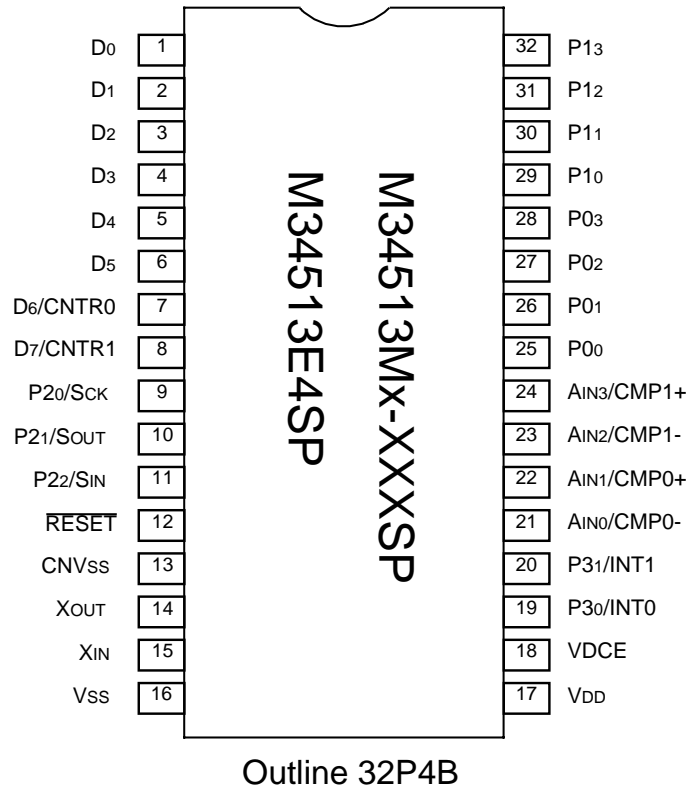 D0 1 32 P13
D1 2 31 P12
D2 3 30 P11
D3 4 29 P10
D4 5 28 P03
D5 6 27 P02
D6/CNTR0 7 26 P01
D7/CNTR1 8 25 P00
P20/SCK 9 24 AIN3/CMP1+
P21/SOUT 10 23 AIN2/CMP1-
P22/SIN 11 22 AIN1/CMP0+
RESET 12 21 AIN0/CMP0-
CNVSS 13 20 P31/INT1
XOUT 14 19 P30/INT0
XIN 15 18 VDCE
VSS 16 17 VDD
M34513Mx-XXXSP
M34513E4SP
Outline 32P4B